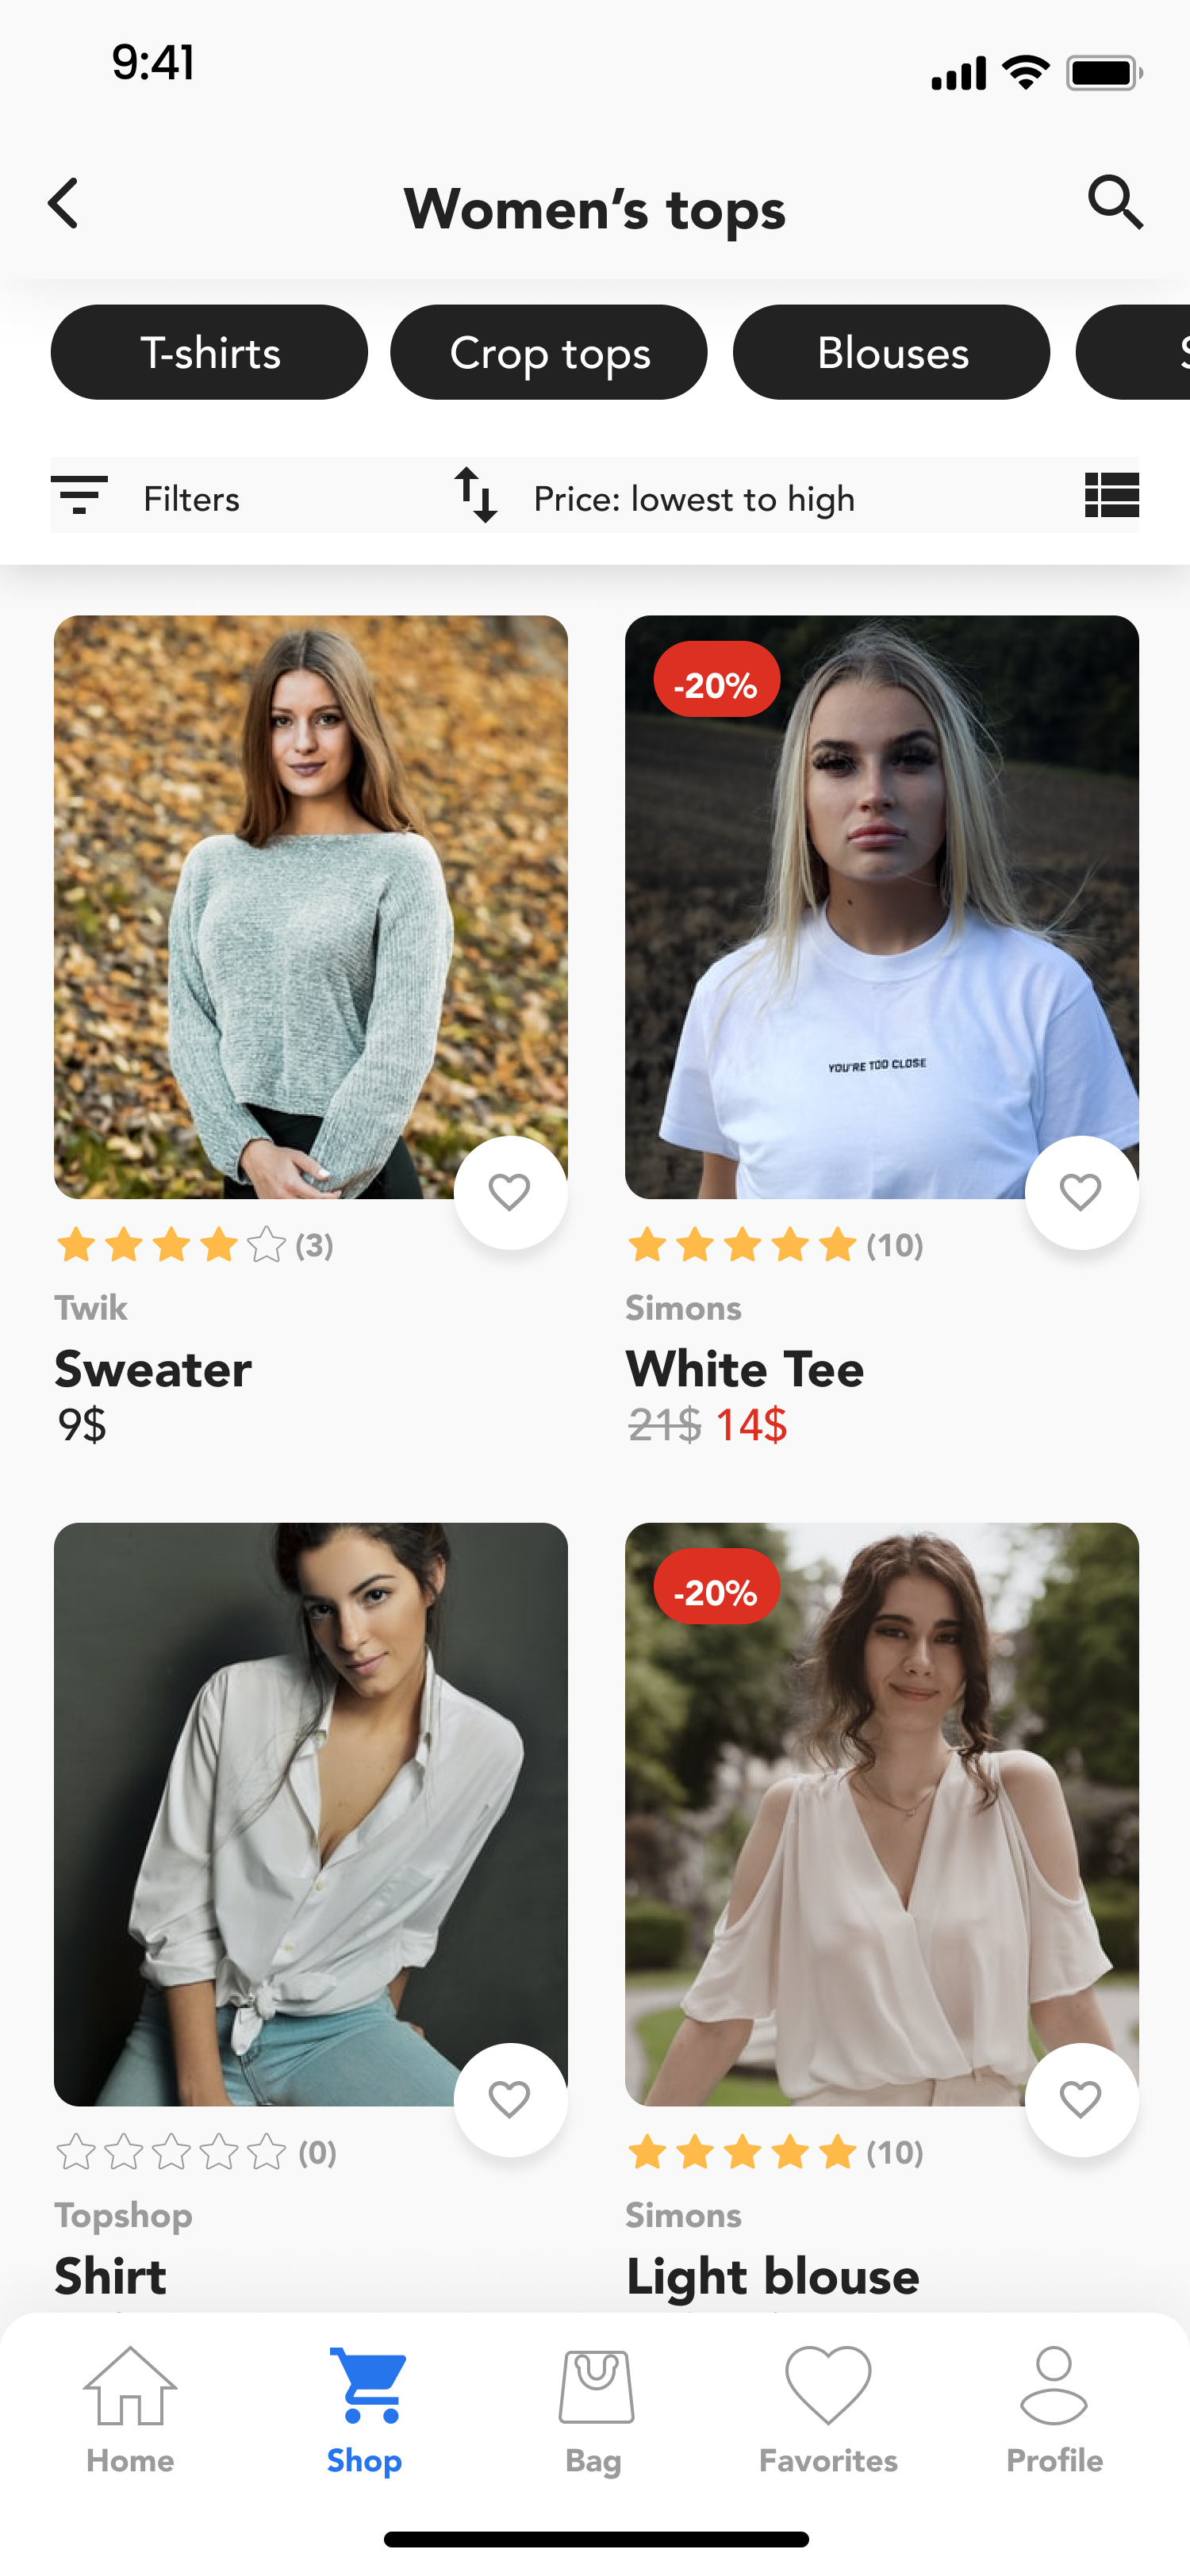 9:41
Women’s tops
T-shirts
Crop tops
Blouses
S
Filters
Price: lowest to high
-20%
YOU'RE TOO CLOSE
(3)
(10)
Twik
Simons
Sweater
White Tee
9$
21$ 14$
-20%
(0)
(10)
Topshop
Simons
Shirt
Light blouse
Home
Shop
Bag
Favorites
Profile